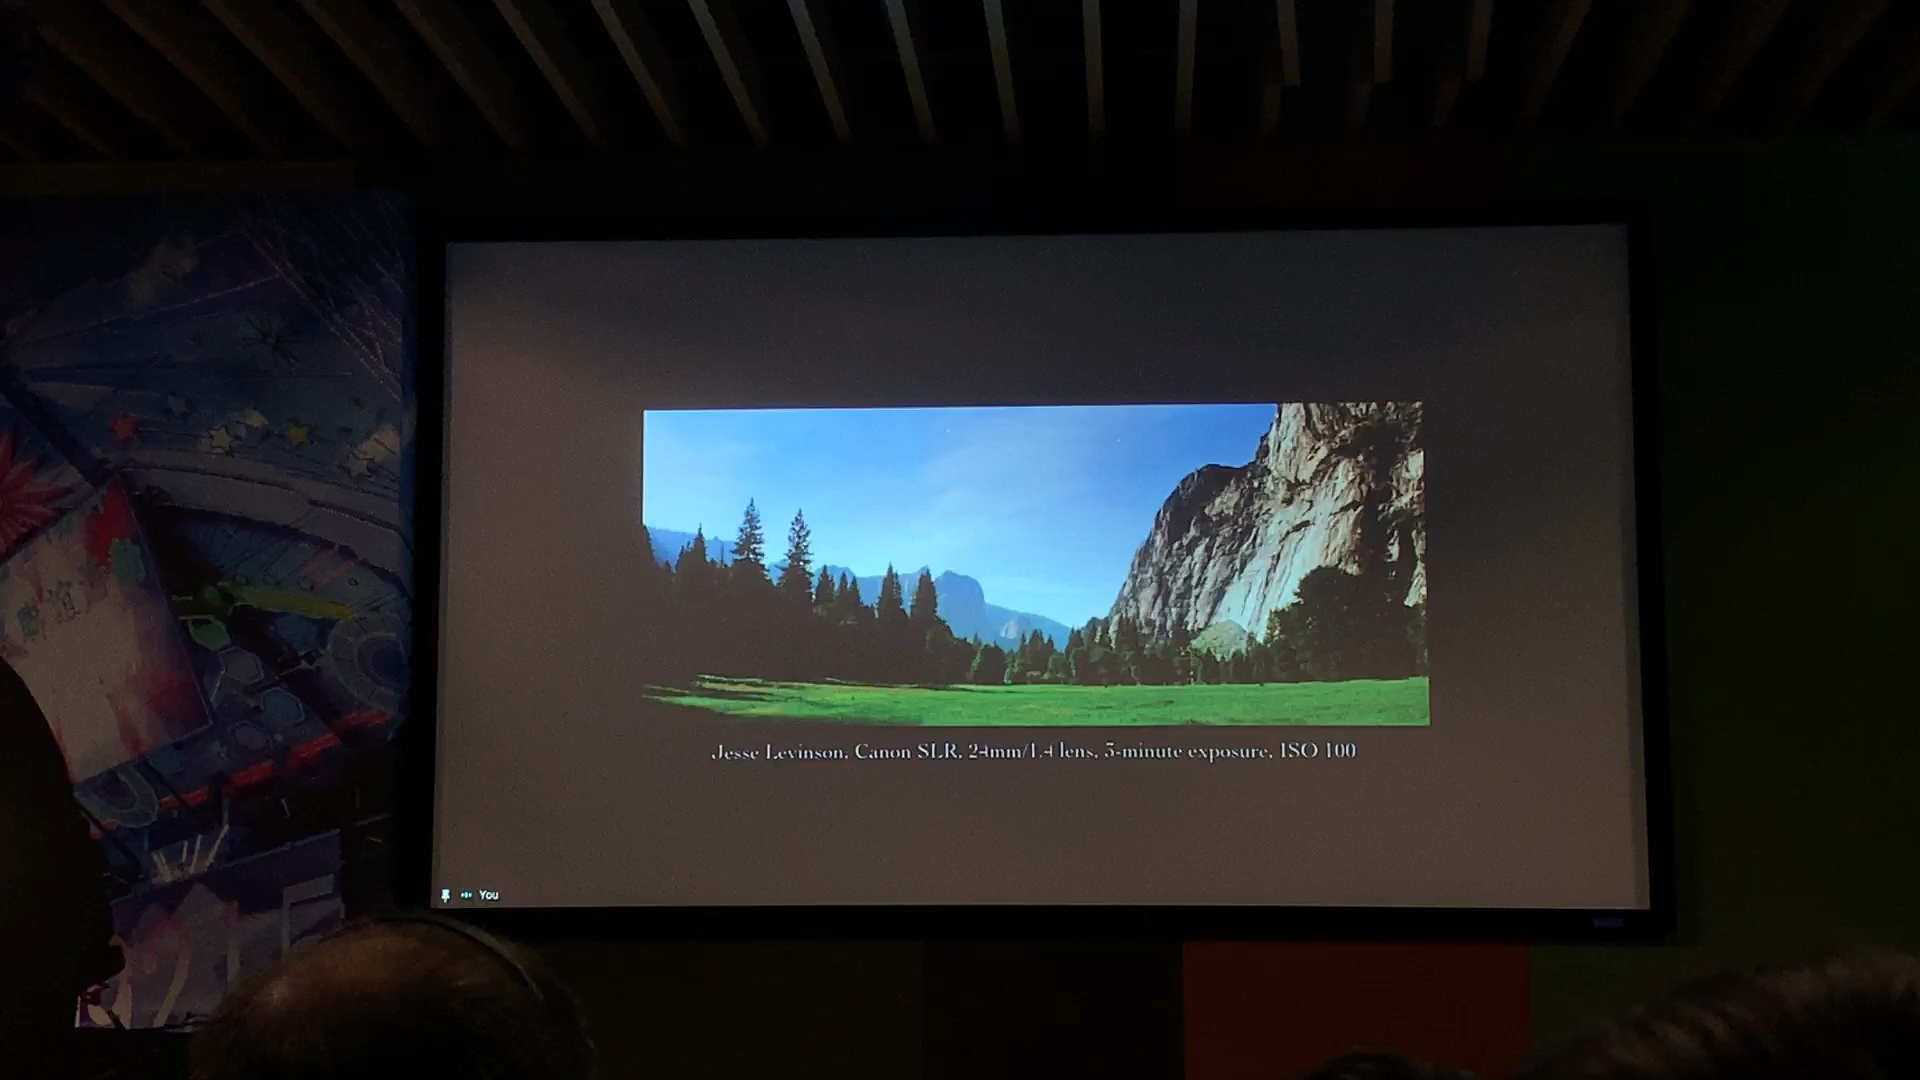 Jesse Levinson, Canon SLR, 24mm/1.4 lens, 5-minute exposure, ISO 100
You